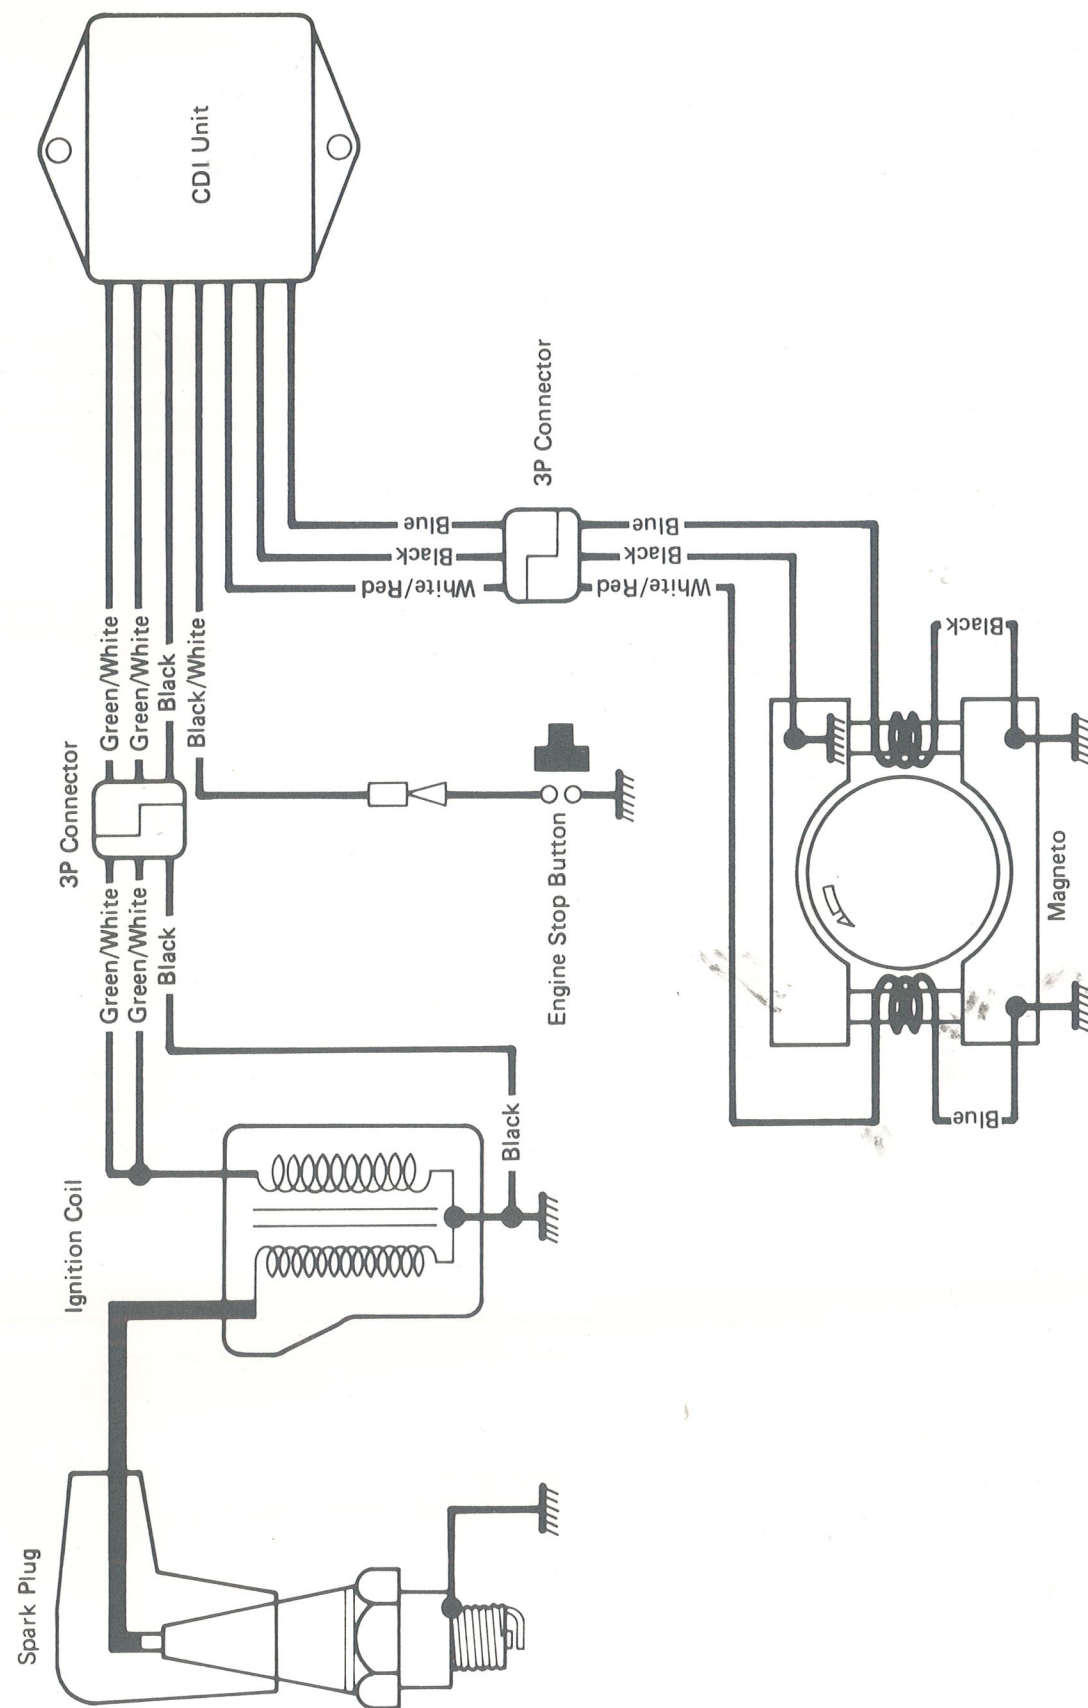 Spark Plug
Ignition Coil
3P Connector
CDI Unit
Green/White
Green/White
Green/White
Green/White
Black
Black
Black/White
Black
Engine Stop Button
3P Connector
Blue
Blue
Black
Black
White/Red
White/Red
Black
Blue
Magneto